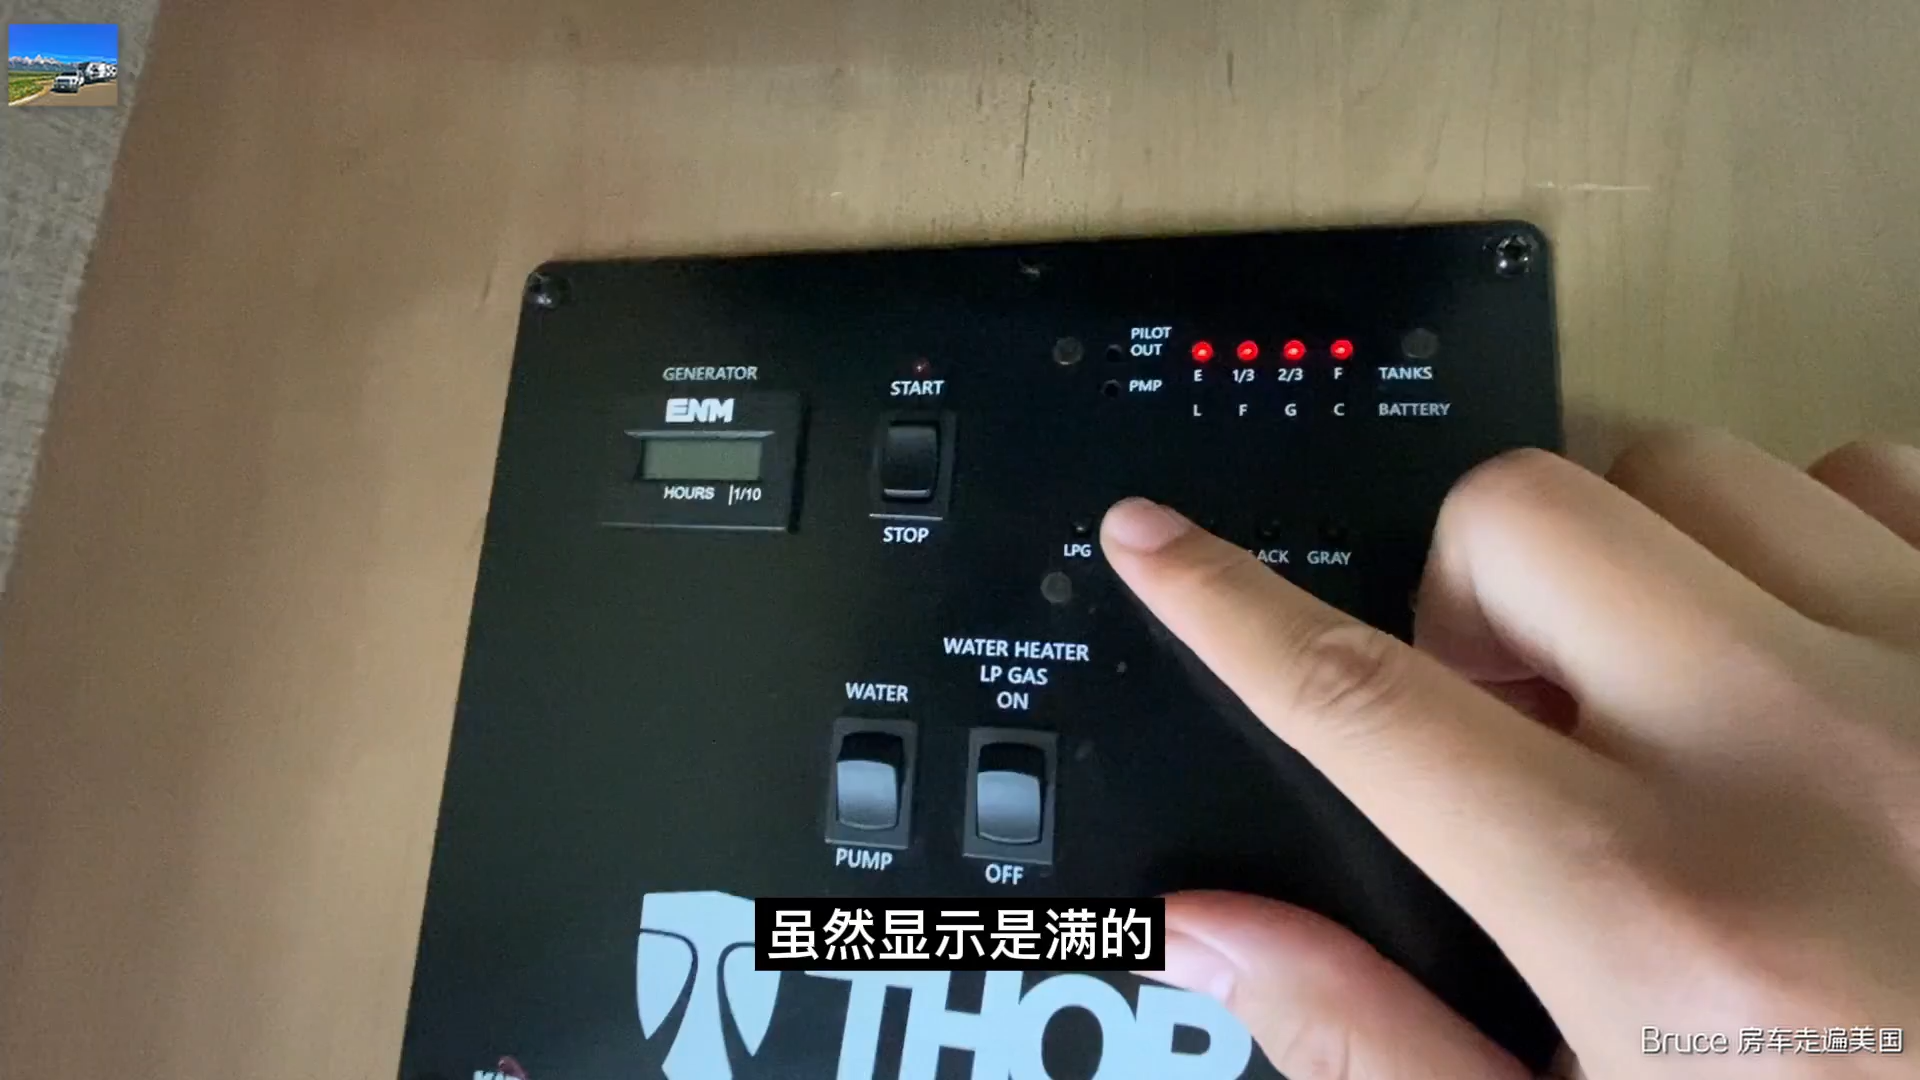 PILOT
OUT
PMP
E 1/3 2/3 F TANKS
L F G C BATTERY
GENERATOR
ENM
HOURS 1/10
START
STOP
LPG
ACK GRAY
WATER HEATER
LP GAS
ON
WATER
PUMP
OFF
虽然显示是满的
THOR
Bruce 房车走遍美国